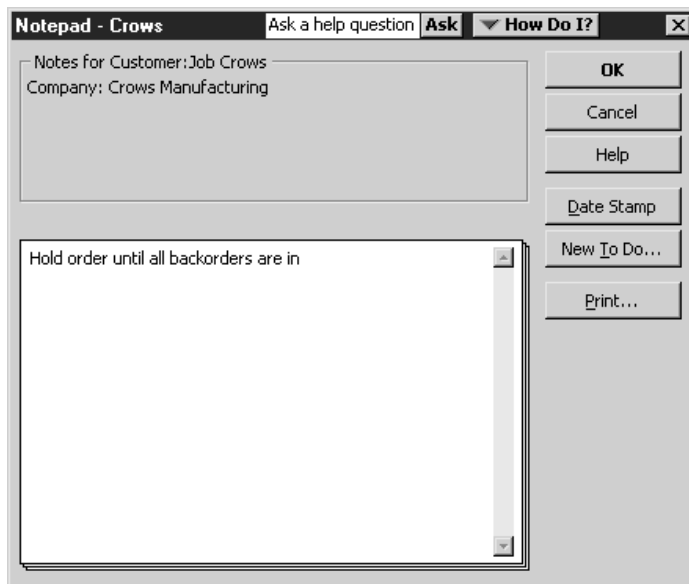 Notepad - Crows Ask a help question Ask How Do I?
Notes for Customer:Job Crows
Company: Crows Manufacturing
OK
Cancel
Help
Date Stamp
New To Do...
Print...
Hold order until all backorders are in